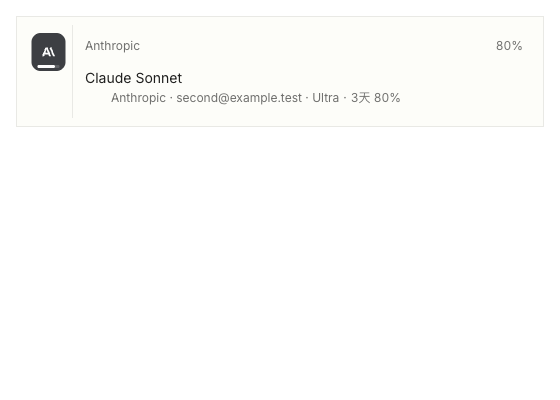 A\
Anthropic 80%
Claude Sonnet
Anthropic · second@example.test · Ultra · 3天 80%